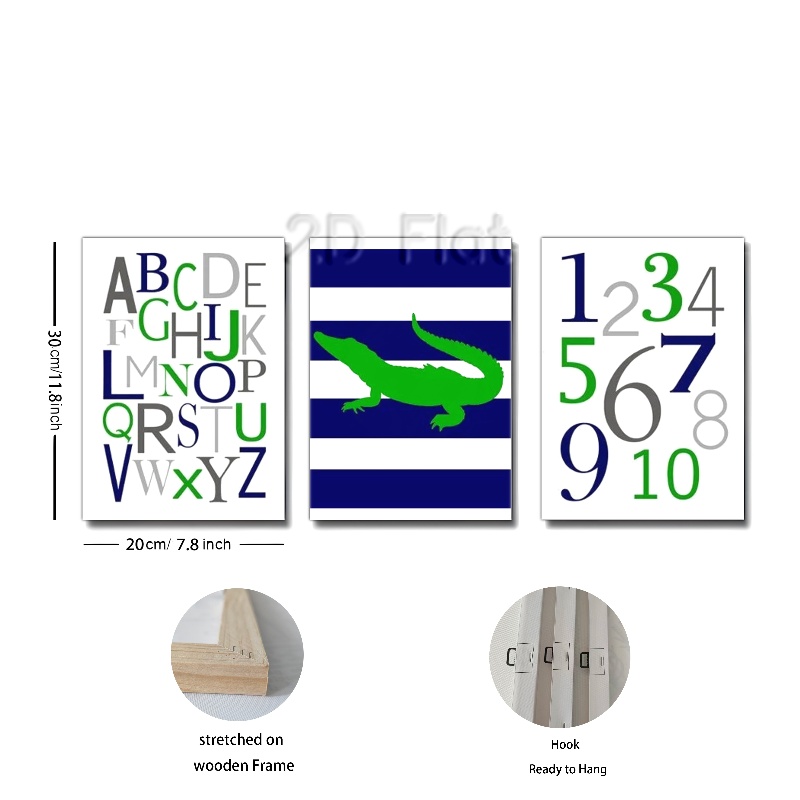 2.D Flat
A B C D E
F G H I J K
L M N O P
Q R S T U
V W X Y Z
1 2 3 4
5 6 7 8
9 10
30cm/11.8inch
20cm/ 7.8 inch
stretched on
wooden Frame
Hook
Ready to Hang